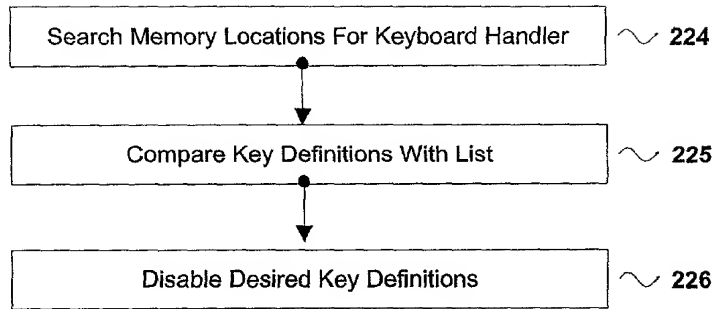 Search Memory Locations For Keyboard Handler 224
Compare Key Definitions With List 225
Disable Desired Key Definitions 226